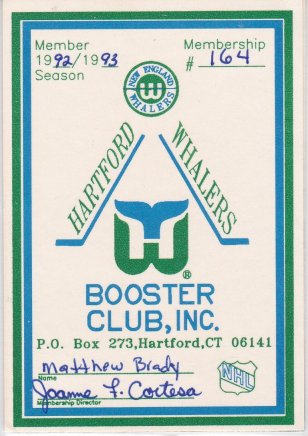 Member Membership
1992/1993 # 164
Season
NEW ENGLAND
WHALERS
HARTFORD WHALERS
®
BOOSTER
CLUB, INC.
P.O. Box 273, Hartford, CT 06141
Matthew Brady
Name
Joanne F. Cortesa
Membership Director
NHL